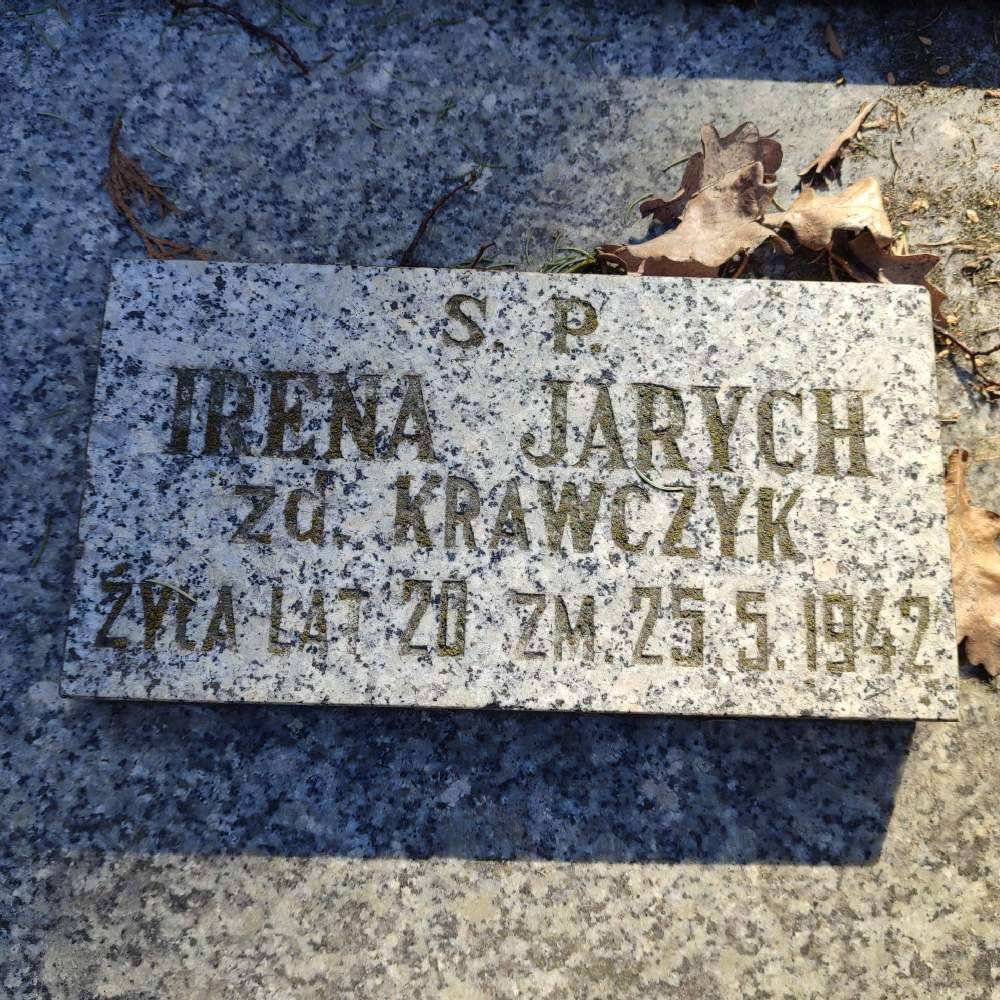 S. P.
IRENA JARYCH
zd. KRAWCZYK
ŻYŁA LAT 20 ZM. 25. 5. 1942